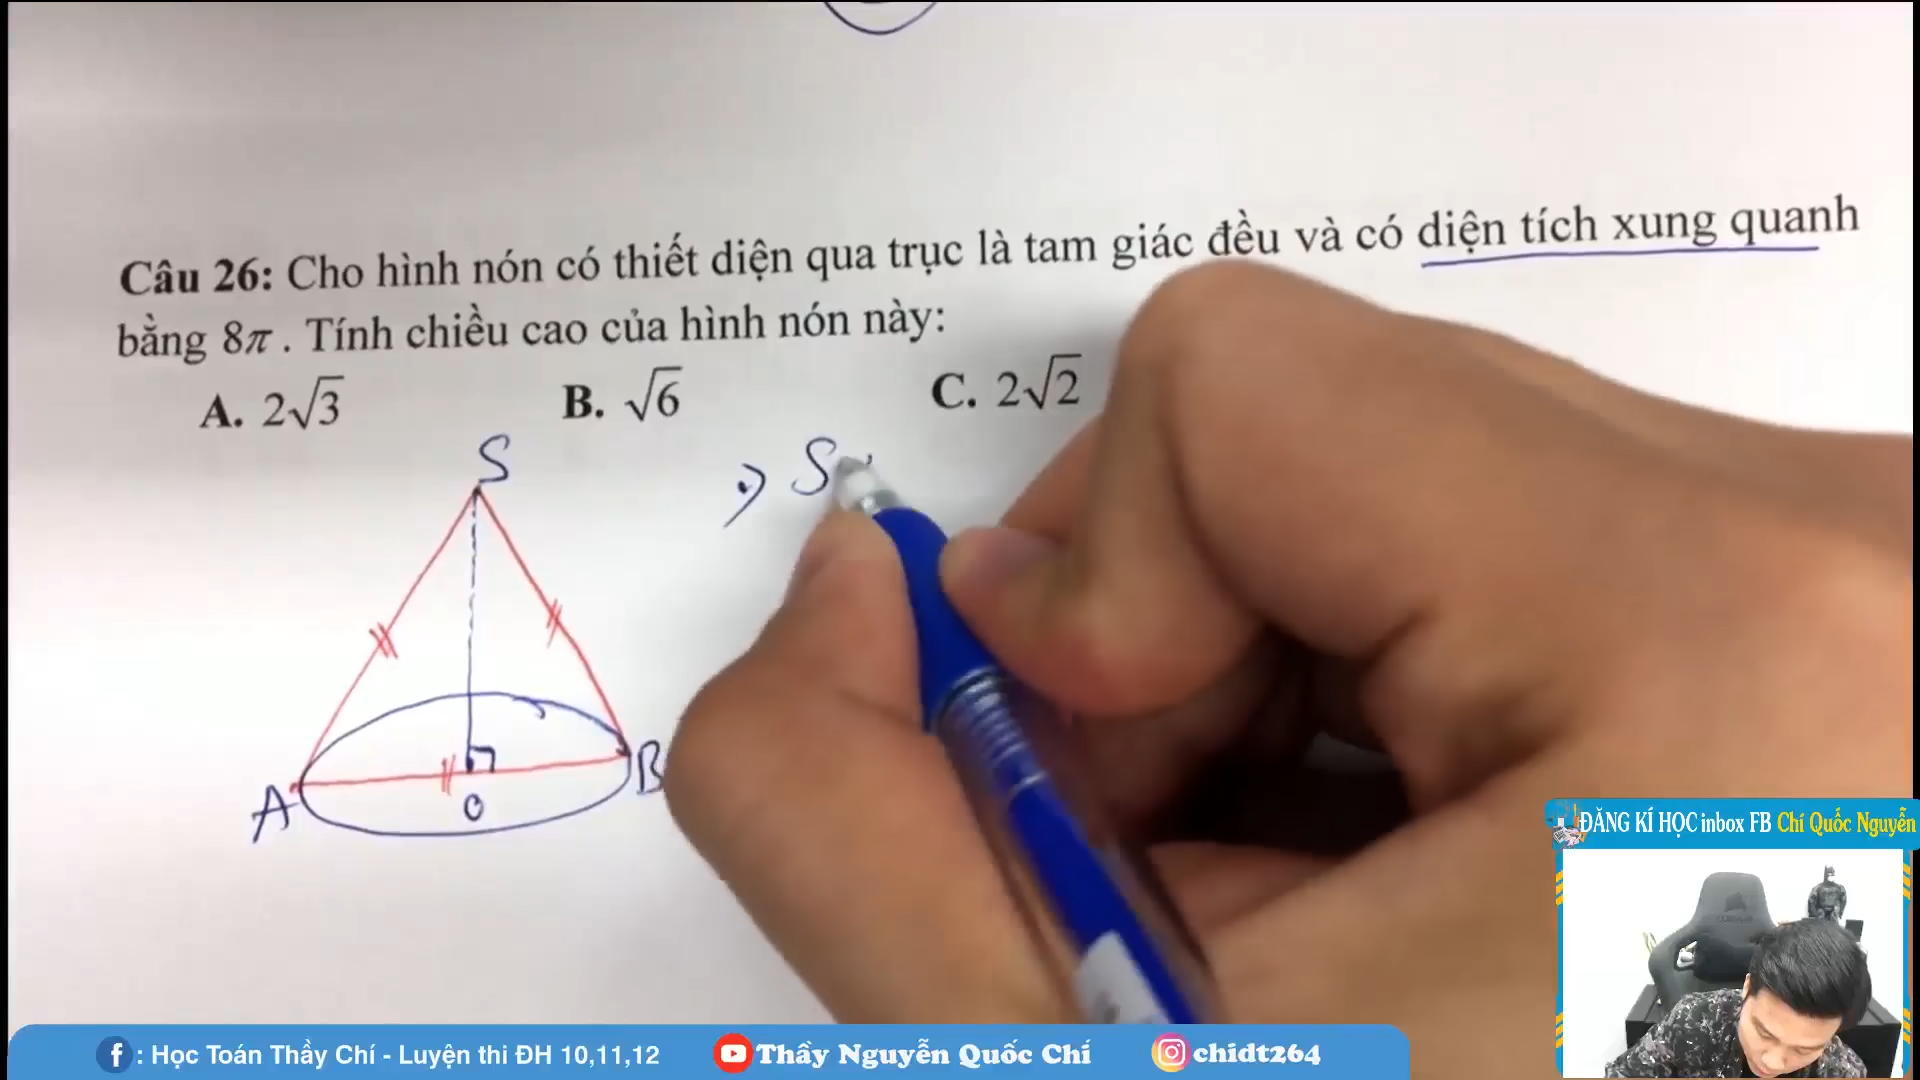 Câu 26: Cho hình nón có thiết diện qua trục là tam giác đều và có diện tích xung quanh
bằng 8π . Tính chiều cao của hình nón này:
A. 2√3 B. √6 C. 2√2
S
S
A
O
B
ĐĂNG KÍ HỌC inbox FB Chí Quốc Nguyễn
f : Học Toán Thầy Chí - Luyện thi ĐH 10,11,12 Thầy Nguyễn Quốc Chí chidt264